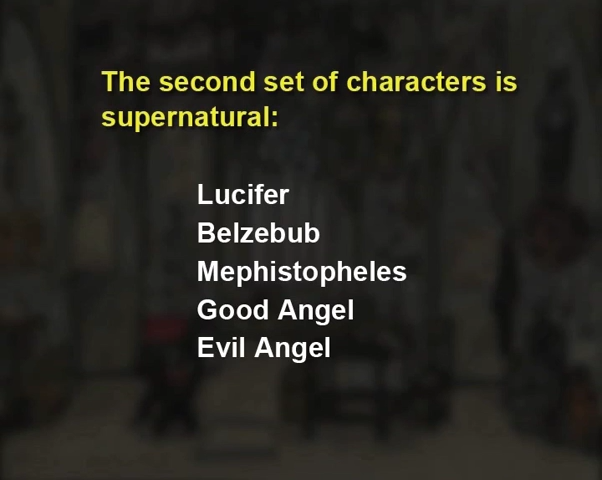 The second set of characters is
supernatural:
Lucifer
Belzebub
Mephistopheles
Good Angel
Evil Angel